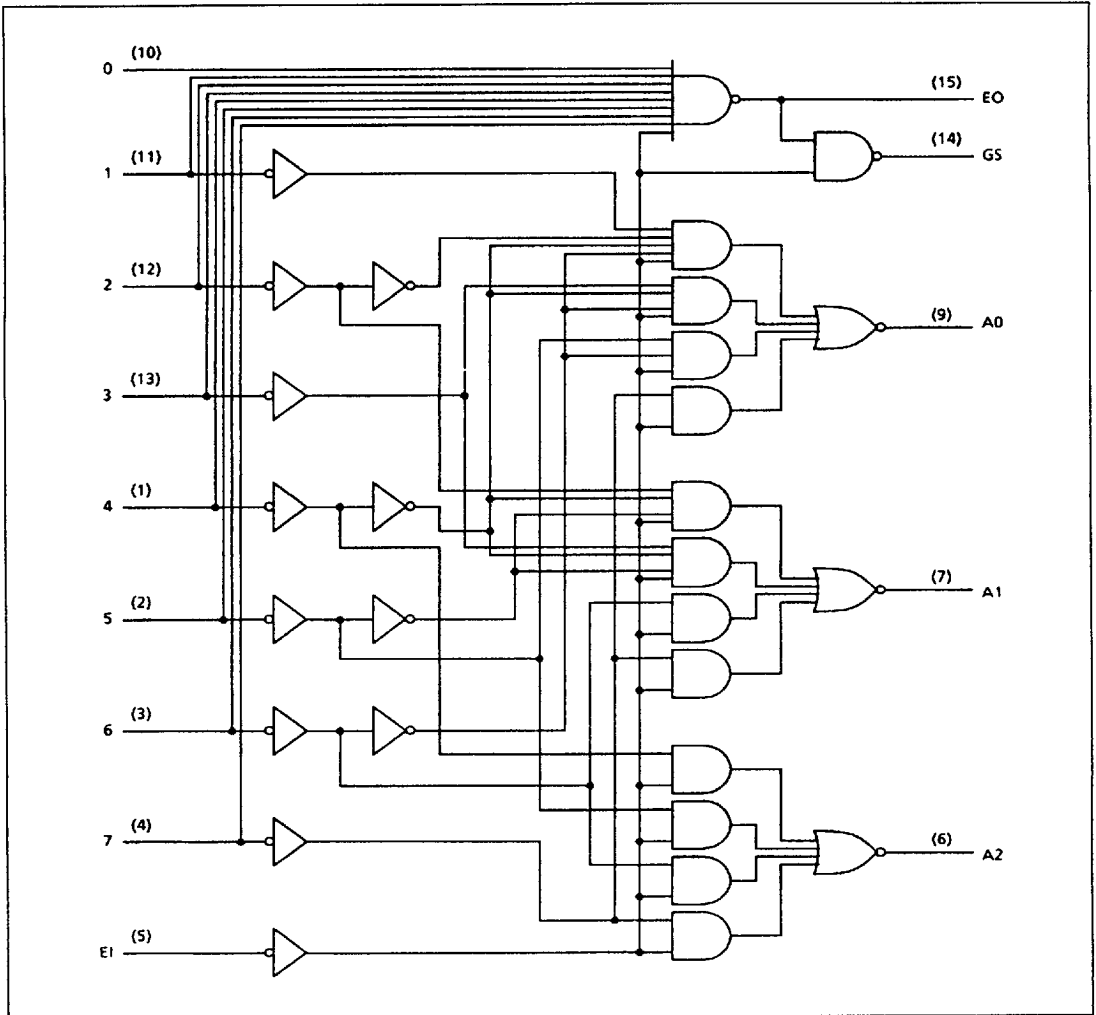 0 (10)
(15) EO
(14) GS
1 (11)
2 (12)
(9) A0
3 (13)
4 (1)
(7) A1
5 (2)
6 (3)
7 (4)
(6) A2
EI (5)